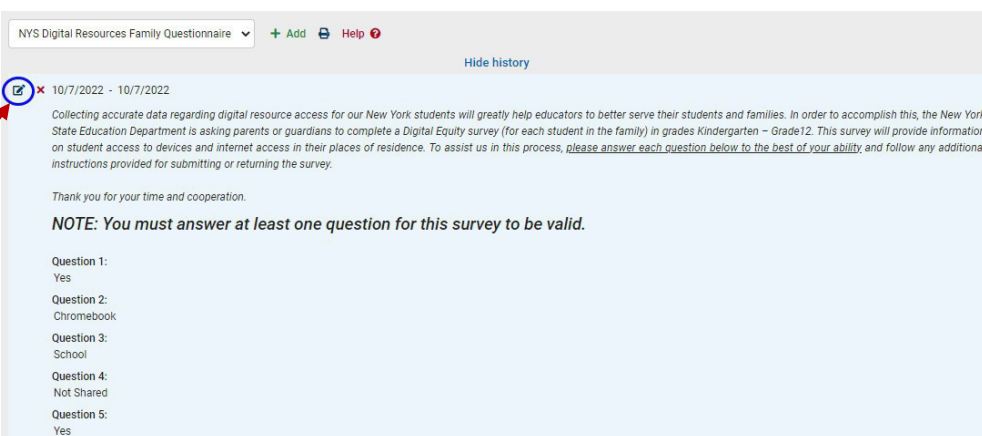 NYS Digital Resources Family Questionnaire + Add Help
Hide history
10/7/2022 - 10/7/2022
Collecting accurate data regarding digital resource access for our New York students will greatly help educators to better serve their students and families. In order to accomplish this, the New York
State Education Department is asking parents or guardians to complete a Digital Equity survey (for each student in the family) in grades Kindergarten – Grade12. This survey will provide information
on student access to devices and internet access in their places of residence. To assist us in this process, please answer each question below to the best of your ability and follow any additiona
instructions provided for submitting or returning the survey.
Thank you for your time and cooperation.
NOTE: You must answer at least one question for this survey to be valid.
Question 1:
Yes
Question 2:
Chromebook
Question 3:
School
Question 4:
Not Shared
Question 5:
Yes